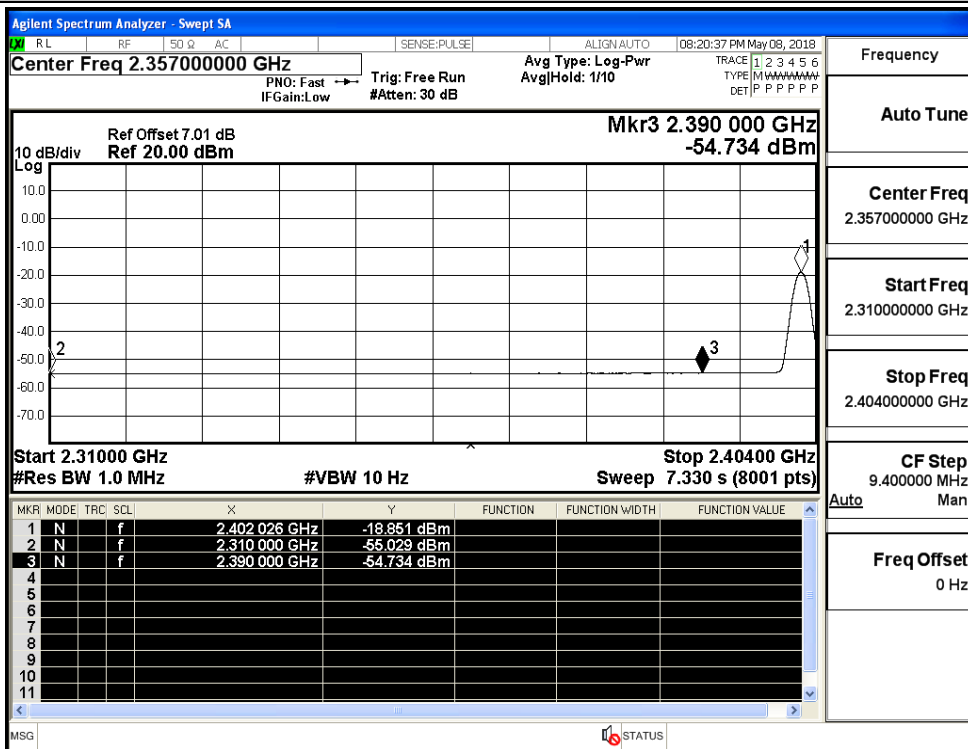 Agilent Spectrum Analyzer - Swept SA
LXI RL RF 50 Ω AC SENSE:PULSE ALIGN AUTO 08:20:37 PM May 08, 2018
Center Freq 2.357000000 GHz
PNO: Fast
IFGain:Low
Trig: Free Run
#Atten: 30 dB
Avg Type: Log-Pwr
Avg|Hold: 1/10
TRACE 1 2 3 4 5 6
TYPE M WWWWW
DET P P P P P P
Ref Offset 7.01 dB
10 dB/div Ref 20.00 dBm
Log
Mkr3 2.390 000 GHz
-54.734 dBm
10.0
0.00
-10.0
-20.0
-30.0
-40.0
-50.0
-60.0
-70.0
1
2
3
Start 2.31000 GHz Stop 2.40400 GHz
#Res BW 1.0 MHz #VBW 10 Hz Sweep 7.330 s (8001 pts)
MKR MODE TRC SCL X Y FUNCTION FUNCTION WIDTH FUNCTION VALUE
1 N f 2.402 026 GHz -18.851 dBm
2 N f 2.310 000 GHz -55.029 dBm
3 N f 2.390 000 GHz -54.734 dBm
4
5
6
7
8
9
10
11
MSG STATUS
Frequency
Auto Tune
Center Freq
2.357000000 GHz
Start Freq
2.310000000 GHz
Stop Freq
2.404000000 GHz
CF Step
9.400000 MHz
Auto Man
Freq Offset
0 Hz